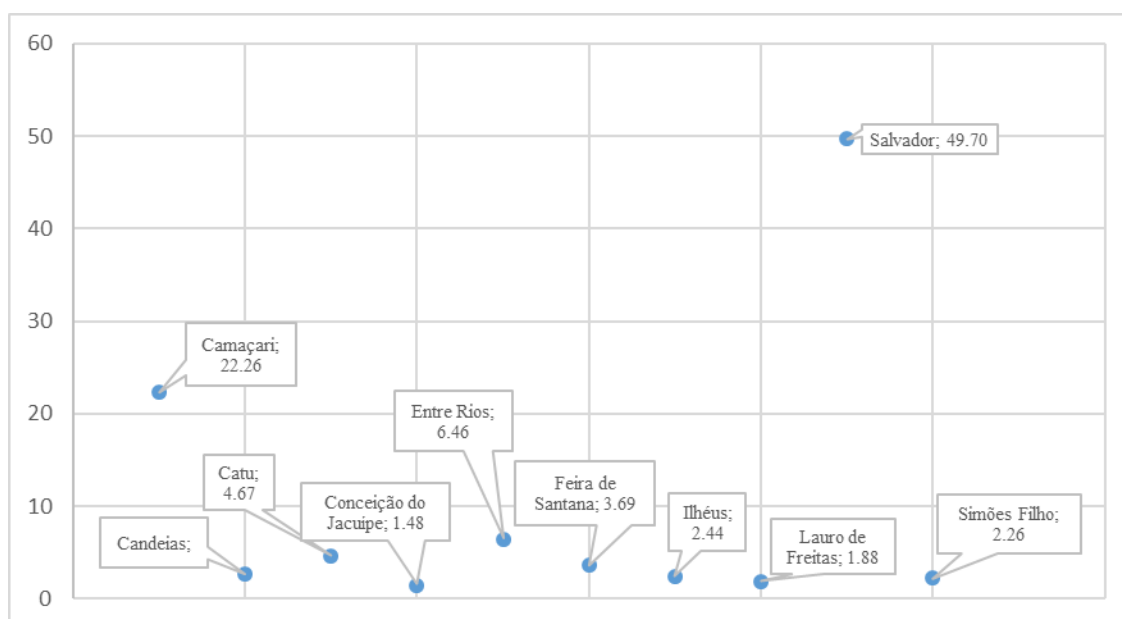 60
50
40
30
20
10
0
Salvador; 49.70
Camaçari;
22.26
Entre Rios;
6.46
Catu;
4.67
Conceição do
Jacuipe; 1.48
Candeias;
Feira de
Santana; 3.69
Ilhéus;
2.44
Lauro de
Freitas; 1.88
Simões Filho;
2.26